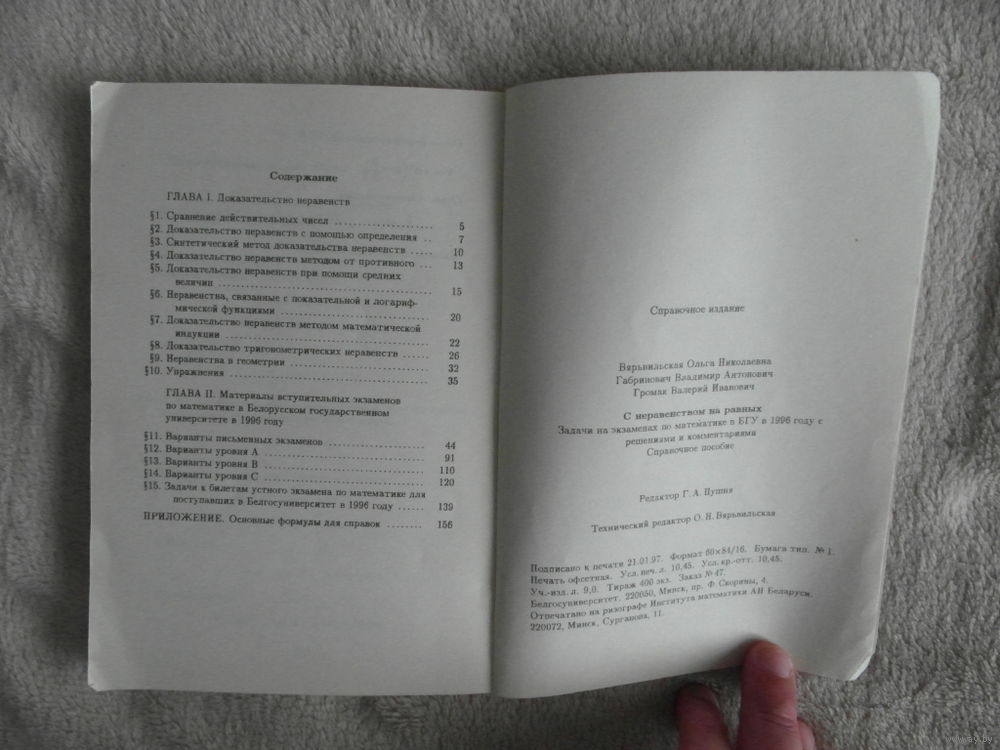 Содержание
ГЛАВА I. Доказательство неравенств
§1. Сравнение действительных чисел ..................... 5
§2. Доказательство неравенств с помощью определения .. 7
§3. Синтетический метод доказательства неравенств ..... 10
§4. Доказательство неравенств методом от противного ... 13
§5. Доказательство неравенств при помощи средних
величин ........................................ 15
§6. Неравенства, связанные с показательной и логариф-
мической функциями ............................ 20
§7. Доказательство неравенств методом математической
индукции ....................................... 22
§8. Доказательство тригонометрических неравенств ...... 26
§9. Неравенства в геометрии ............................ 32
§10. Упражнения ........................................ 35
ГЛАВА II. Материалы вступительных экзаменов
по математике в Белорусском государственном
университете в 1996 году
§11. Варианты письменных экзаменов .................... 44
§12. Варианты уровня А ................................. 91
§13. Варианты уровня В ................................. 110
§14. Варианты уровня С ................................. 120
§15. Задачи к билетам устного экзамена по математике для
поступавших в Белгосуниверситет в 1996 году ...... 139
ПРИЛОЖЕНИЕ. Основные формулы для справок ........ 156
Справочное издание
Вярьвильская Ольга Николаевна
Габринович Владимир Антонович
Громак Валерий Иванович
С неравенством на равных
Задачи на экзаменах по математике в БГУ в 1996 году с
решениями и комментариями
Справочное пособие
Редактор Г. А. Пушня
Технический редактор О. Н. Вярьвильская
Подписано к печати 21.01.97. Формат 60×84/16. Бумага тип. №1.
Печать офсетная. Усл. печ. л. 10,45. Усл. кр.-отт. 10,45.
Уч.-изд. л. 9,0. Тираж 400 экз. Заказ №47.
Белгосуниверситет. 220050, Минск, пр. Ф. Скорины, 4.
Отпечатано на ризографе Института математики АН Беларуси.
220072, Минск, Сурганова, 11.
www.ay.by